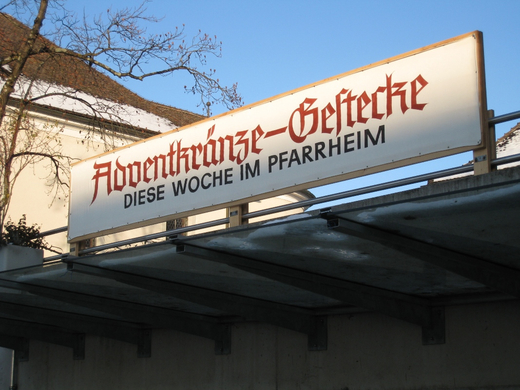 Adventkränze-Gestecke
DIESE WOCHE IM PFARRHEIM